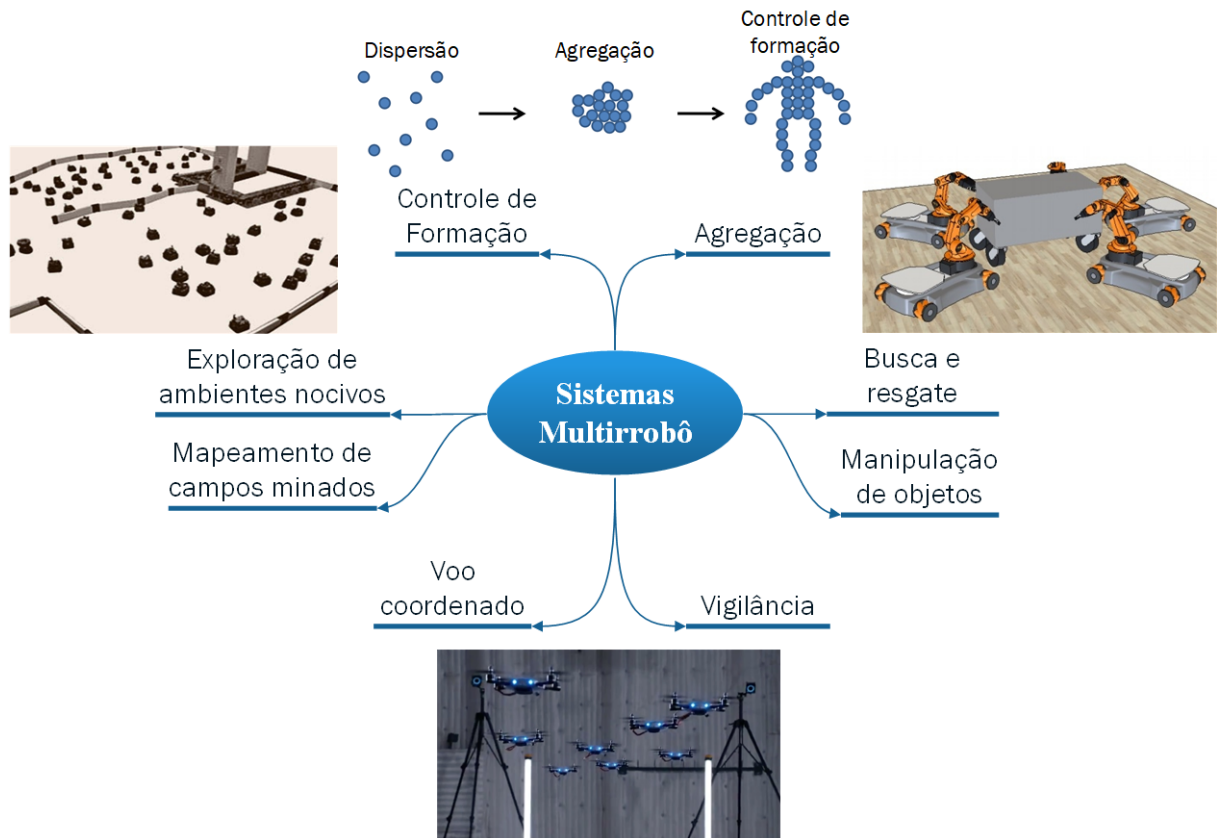 Dispersão
Agregação
Controle de
formação
Controle de
Formação
Agregação
Exploração de
ambientes nocivos
Busca e
resgate
Sistemas
Multirrobô
Mapeamento de
campos minados
Manipulação
de objetos
Voo
coordenado
Vigilância